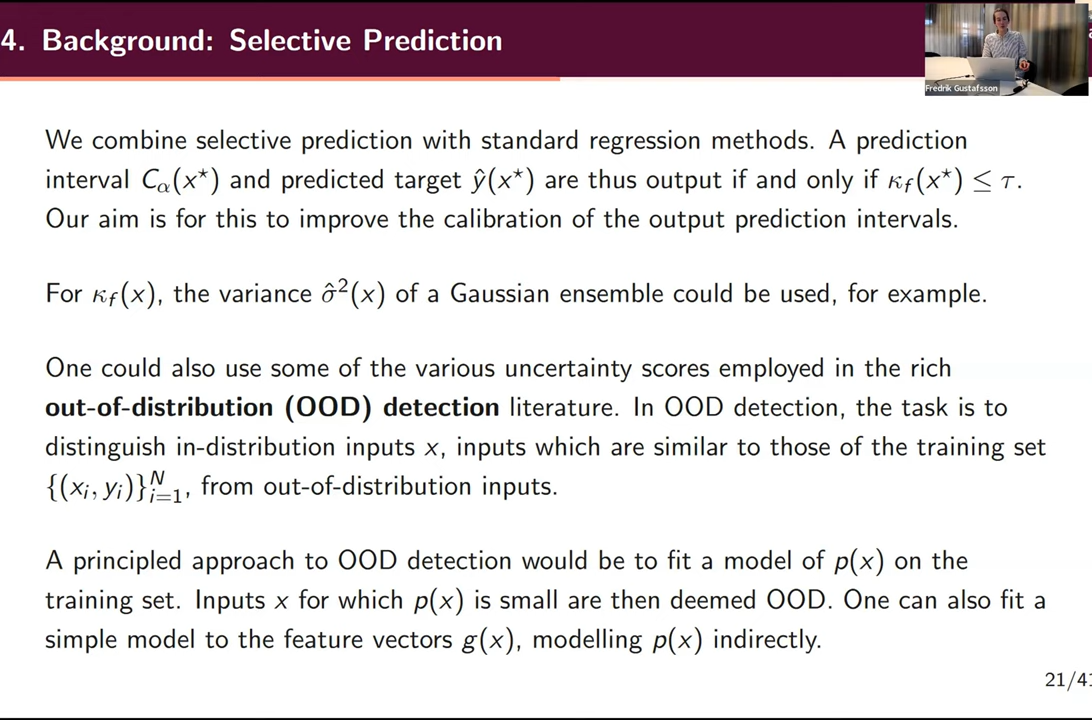 4. Background: Selective Prediction
Fredrik Gustafsson
We combine selective prediction with standard regression methods. A prediction
interval Cα(x⋆) and predicted target ŷ(x⋆) are thus output if and only if κf(x⋆) ≤ τ.
Our aim is for this to improve the calibration of the output prediction intervals.
For κf(x), the variance σ̂²(x) of a Gaussian ensemble could be used, for example.
One could also use some of the various uncertainty scores employed in the rich
out-of-distribution (OOD) detection literature. In OOD detection, the task is to
distinguish in-distribution inputs x, inputs which are similar to those of the training set
{(xᵢ, yᵢ)}ᴺᵢ₌₁, from out-of-distribution inputs.
A principled approach to OOD detection would be to fit a model of p(x) on the
training set. Inputs x for which p(x) is small are then deemed OOD. One can also fit a
simple model to the feature vectors g(x), modelling p(x) indirectly.
21/41